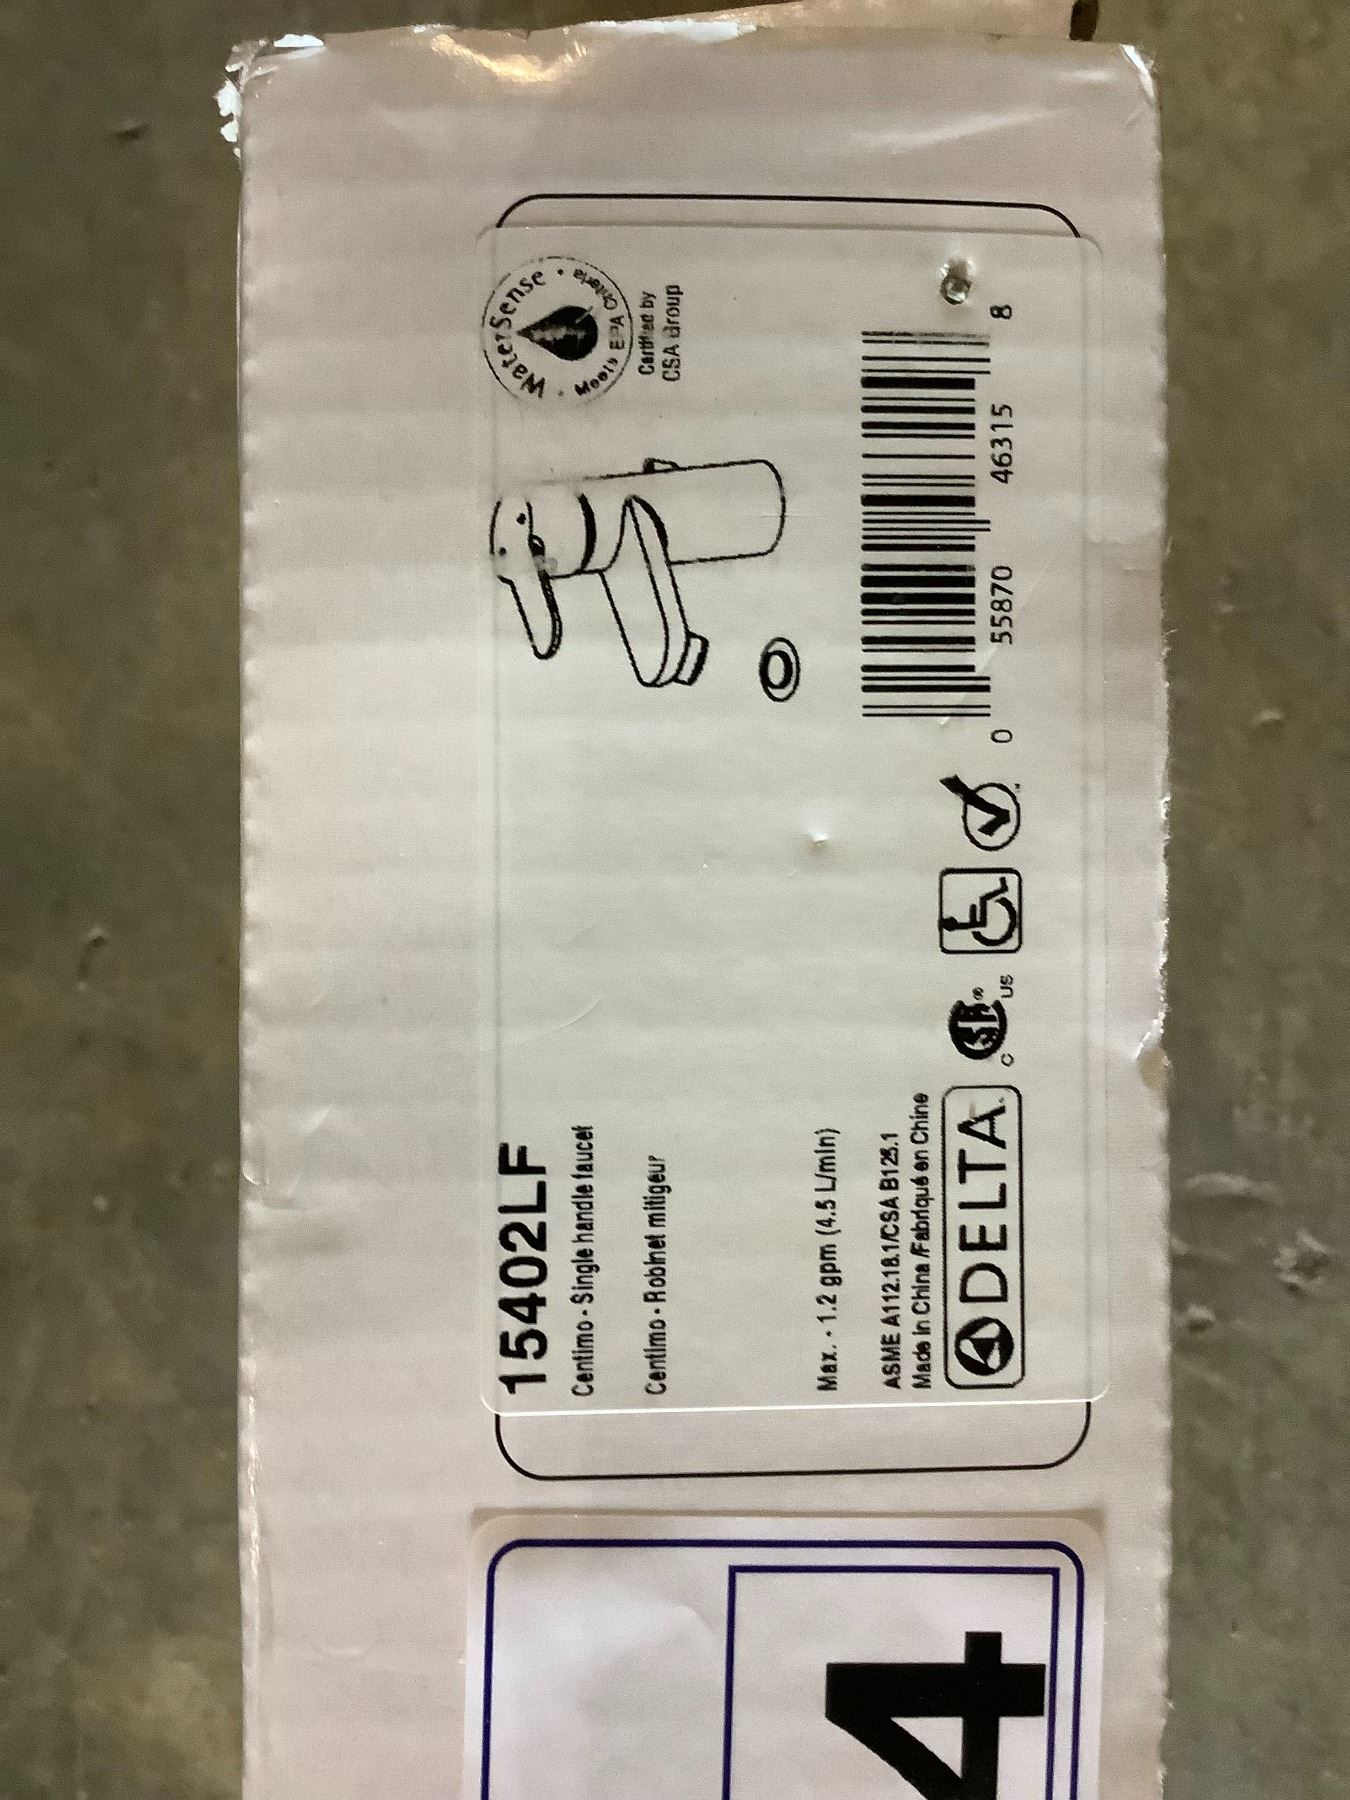 15402LF
Centimo - Single handle faucet
Centimo - Robinet mitigeur
Max. - 1.2 gpm (4.5 L/min)
ASME A112.18.1/CSA B125.1
Made in China /Fabriqué en Chine
DELTA
C US
WaterSense
Meets EPA Criteria
Certified by
CSA Group
0 55870 46315 8
4